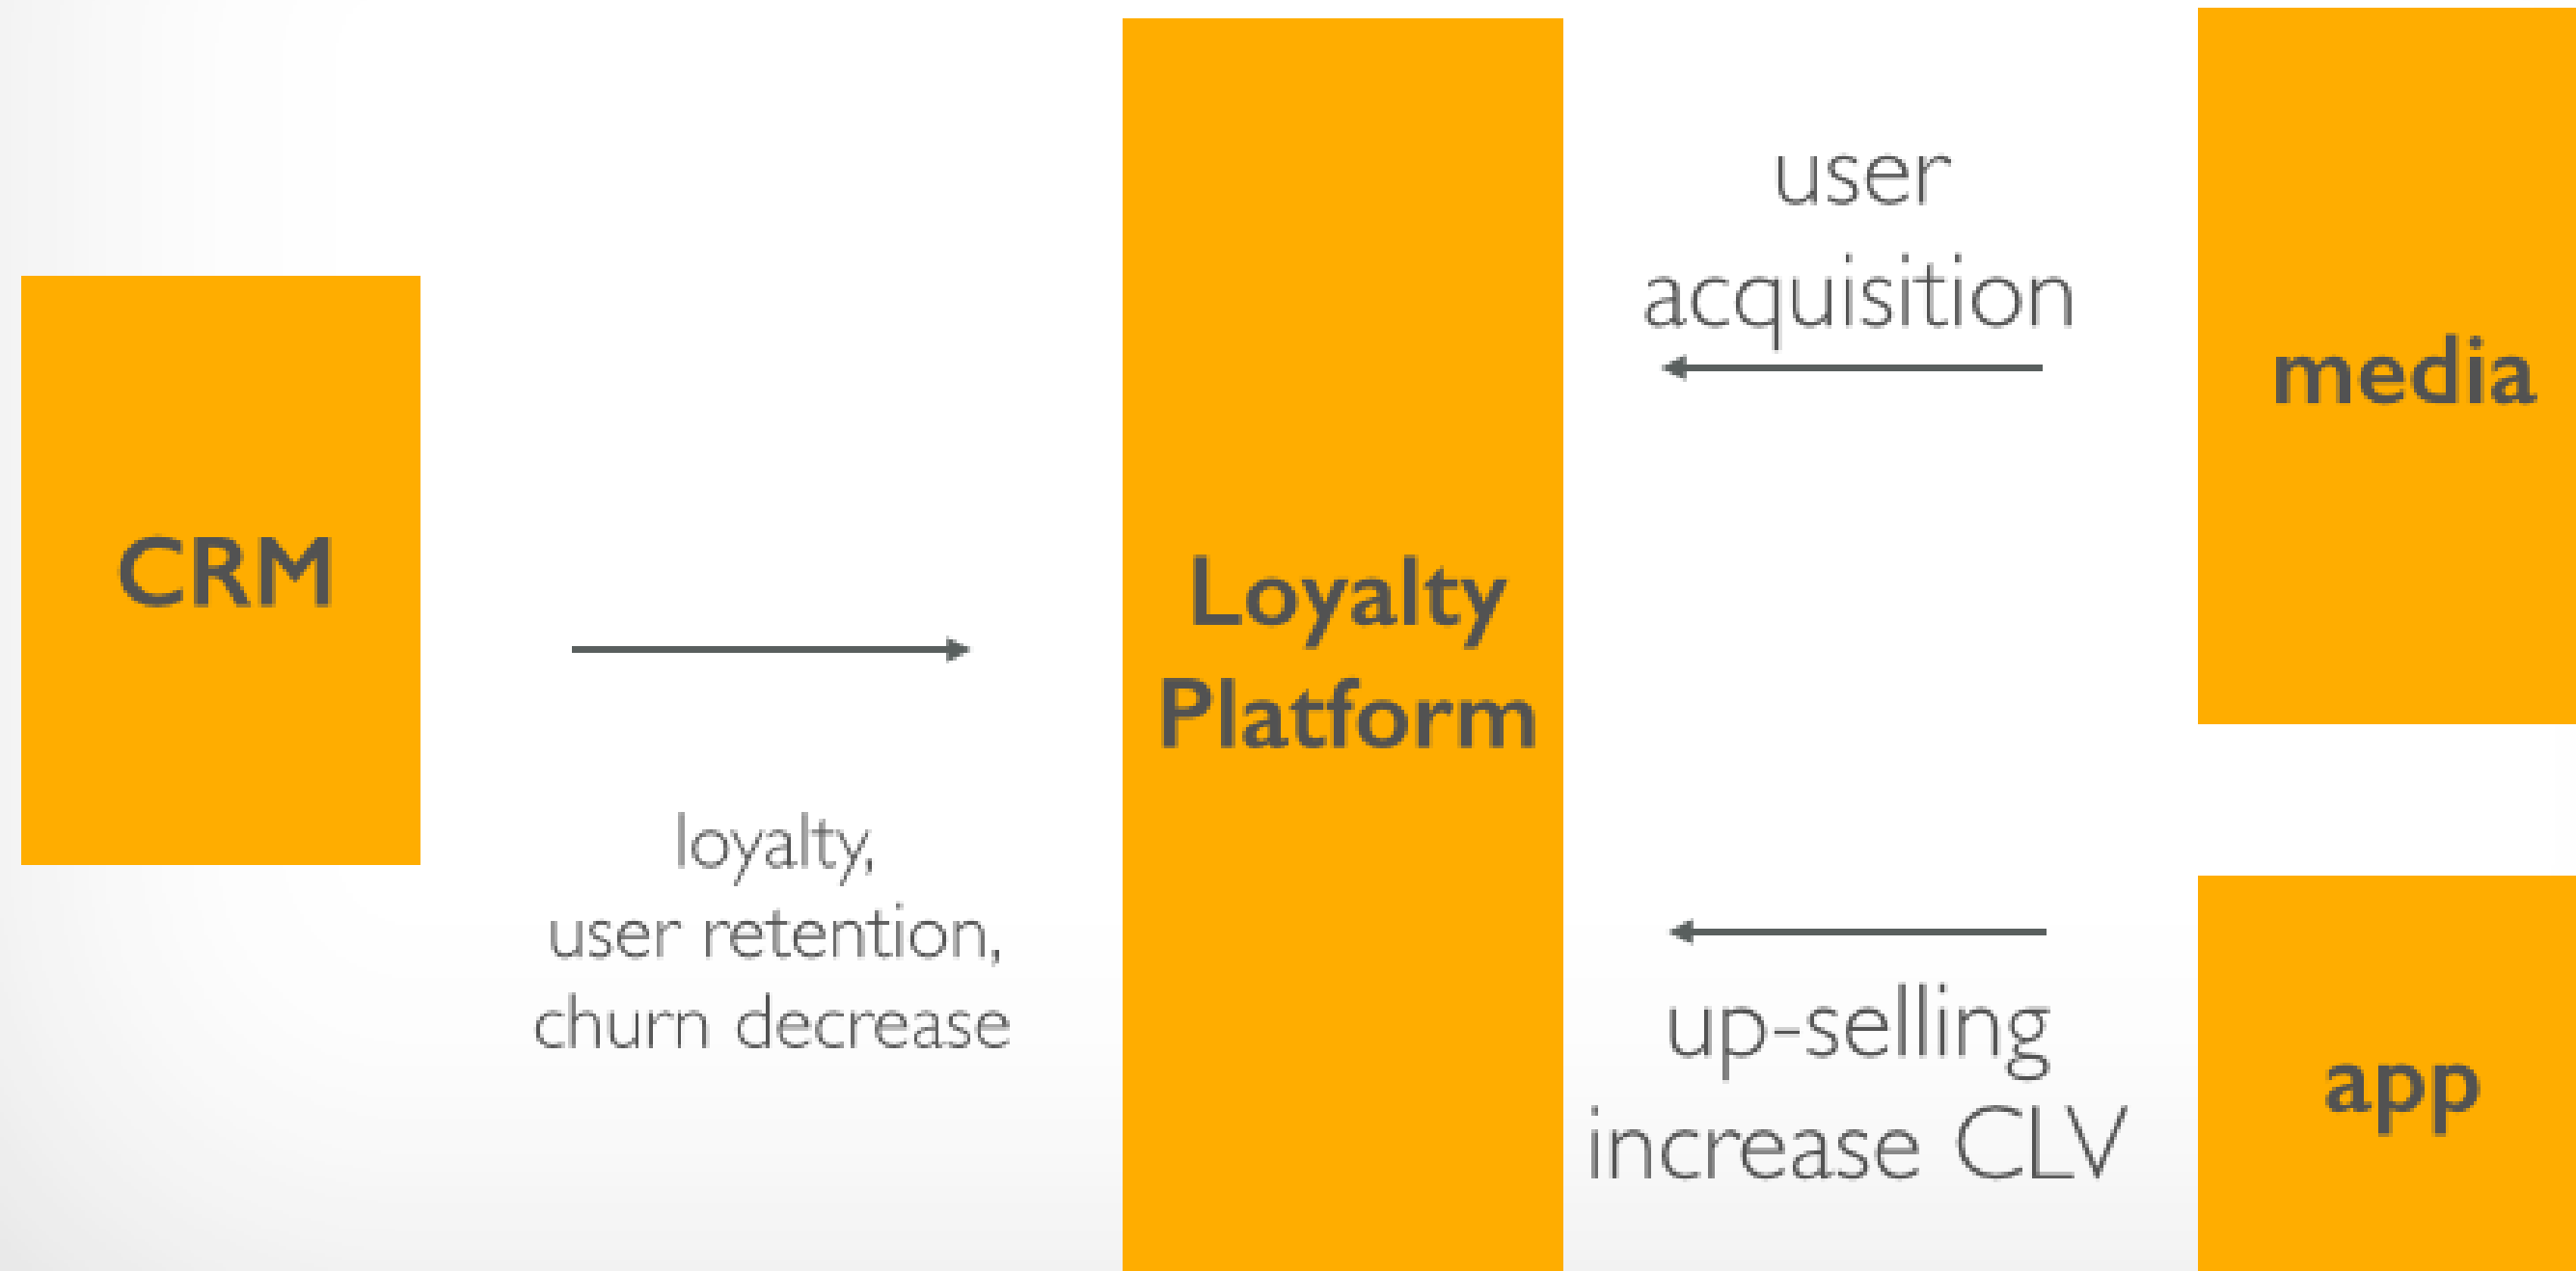 CRM
loyalty,
user retention,
churn decrease
Loyalty
Platform
user
acquisition
up-selling
increase CLV
media
app